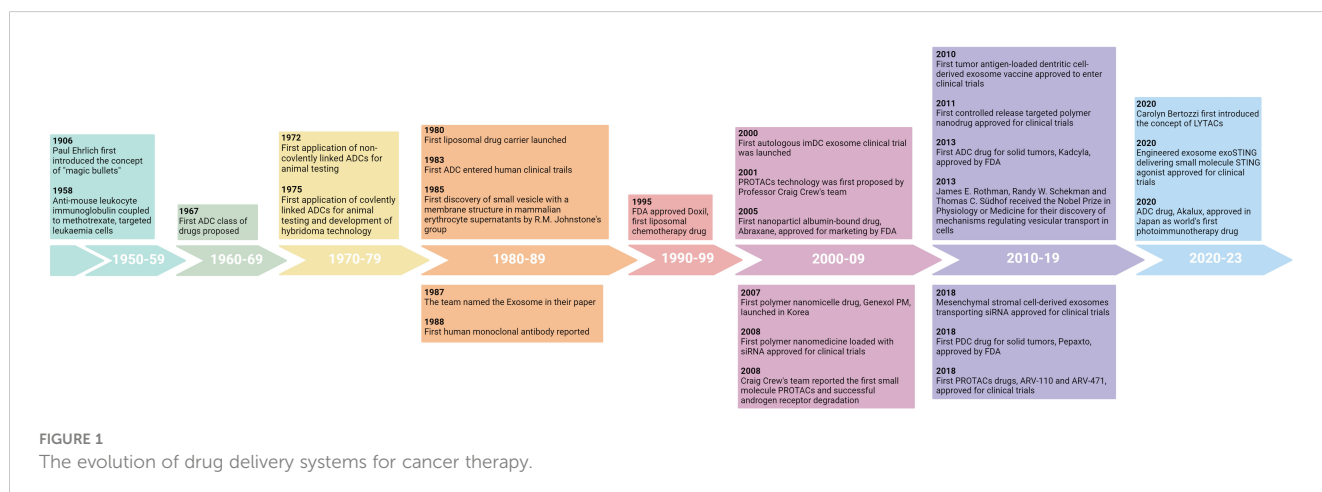 1906
Paul Ehrlich first
introduced the concept
of "magic bullets"
1958
Anti-mouse leukocyte
immunoglobulin coupled
to methotrexate, targeted
leukaemia cells
1967
First ADC class of
drugs proposed
1972
First application of non-
covlently linked ADCs for
animal testing
1975
First application of covlently
linked ADCs for animal
testing and development of
hybridoma technology
1980
First liposomal drug carrier launched
1983
First ADC entered human clinical trails
1985
First discovery of small vesicle with a
membrane structure in mammalian
erythrocyte supernatants by R.M. Johnstone's
group
1995
FDA approved Doxil,
first liposomal
chemotherapy drug
2000
First autologous imDC exosome clinical trial
was launched
2001
PROTACs technology was first proposed by
Professor Craig Crew's team
2005
First nanoparticl albumin-bound drug,
Abraxane, approved for marketing by FDA
2010
First tumor antigen-loaded dentritic cell-
derived exosome vaccine approved to enter
clinical trials
2011
First controlled release targeted polymer
nanodrug approved for clinical trials
2013
First ADC drug for solid tumors, Kadcyla,
approved by FDA
2013
James E. Rothman, Randy W. Schekman and
Thomas C. Südhof received the Nobel Prize in
Physiology or Medicine for their discovery of
mechanisms regulating vesicular transport in
cells
2020
Carolyn Bertozzi first introduced
the concept of LYTACs
2020
Engineered exosome exoSTING
delivering small molecule STING
agonist approved for clinical
trials
2020
ADC drug, Akalux, approved in
Japan as world's first
photoimmunotherapy drug
1950-59
1960-69
1970-79
1980-89
1990-99
2000-09
2010-19
2020-23
1987
The team named the Exosome in their paper
1988
First human monoclonal antibody reported
2007
First polymer nanomicelle drug, Genexol PM,
launched in Korea
2008
First polymer nanomedicine loaded with
siRNA approved for clinical trials
2008
Craig Crew's team reported the first small
molecule PROTACs and successful
androgen receptor degradation
2018
Mesenchymal stromal cell-derived exosomes
transporting siRNA approved for clinical trials
2018
First PDC drug for solid tumors, Pepaxto,
approved by FDA
2018
First PROTACs drugs, ARV-110 and ARV-471,
approved for clinical trials
FIGURE 1
The evolution of drug delivery systems for cancer therapy.